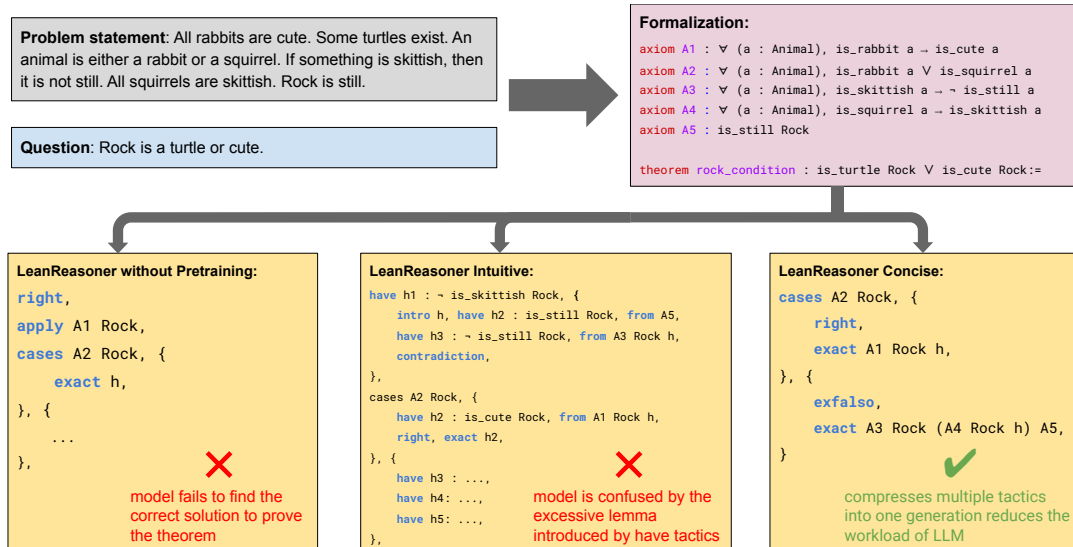 Problem statement: All rabbits are cute. Some turtles exist. An
animal is either a rabbit or a squirrel. If something is skittish, then
it is not still. All squirrels are skittish. Rock is still.
Question: Rock is a turtle or cute.
Formalization:
axiom A1 : ∀ (a : Animal), is_rabbit a → is_cute a
axiom A2 : ∀ (a : Animal), is_rabbit a ∨ is_squirrel a
axiom A3 : ∀ (a : Animal), is_skittish a → ¬ is_still a
axiom A4 : ∀ (a : Animal), is_squirrel a → is_skittish a
axiom A5 : is_still Rock
theorem rock_condition : is_turtle Rock ∨ is_cute Rock:=
LeanReasoner without Pretraining:
right,
apply A1 Rock,
cases A2 Rock, {
exact h,
}, {
...
},
model fails to find the
correct solution to prove
the theorem
LeanReasoner Intuitive:
have h1 : ¬ is_skittish Rock, {
intro h, have h2 : is_still Rock, from A5,
have h3 : ¬ is_still Rock, from A3 Rock h,
contradiction,
},
cases A2 Rock, {
have h2 : is_cute Rock, from A1 Rock h,
right, exact h2,
}, {
have h3 : ...,
have h4: ...,
have h5: ...,
},
model is confused by the
excessive lemma
introduced by have tactics
LeanReasoner Concise:
cases A2 Rock, {
right,
exact A1 Rock h,
}, {
exfalso,
exact A3 Rock (A4 Rock h) A5,
}
compresses multiple tactics
into one generation reduces the
workload of LLM